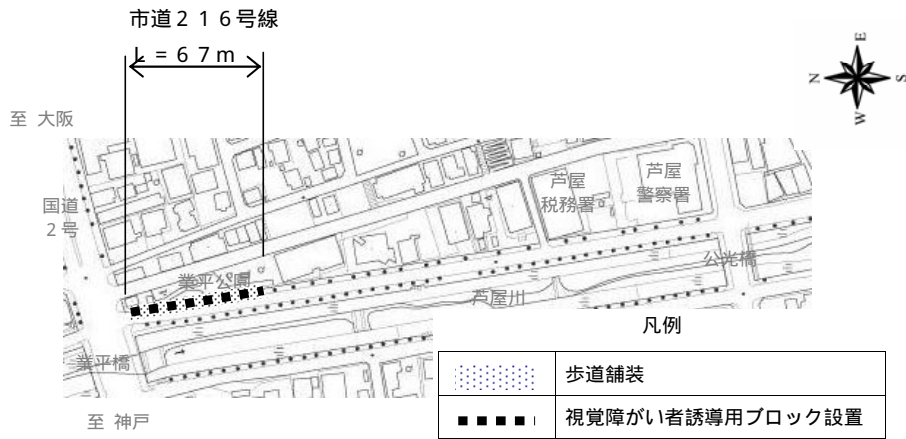 市道２１６号線
L＝６７ｍ
N
E
S
W
至 大阪
国道
２号
芦屋
税務署
芦屋
警察署
業平公園
公光橋
芦屋川
業平橋
至 神戸
凡例
歩道舗装
視覚障がい者誘導用ブロック設置